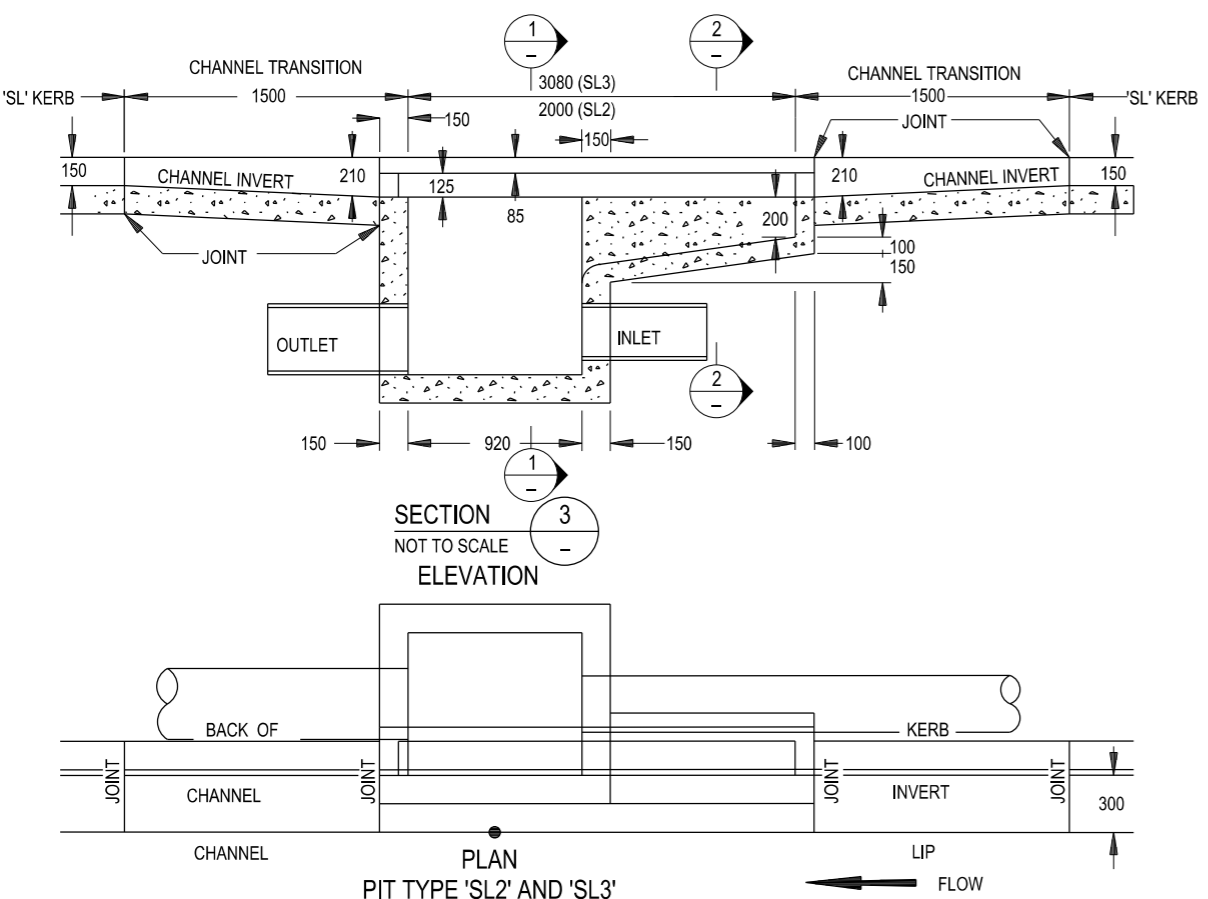 1
–
2
–
CHANNEL TRANSITION
3080 (SL3)
CHANNEL TRANSITION
'SL' KERB
1500
2000 (SL2)
1500
'SL' KERB
150
150
JOINT
150
CHANNEL INVERT
210
125
85
210
CHANNEL INVERT
150
200
100
150
JOINT
OUTLET
INLET
2
–
150
920
150
100
1
–
SECTION
3
–
NOT TO SCALE
ELEVATION
BACK OF
KERB
JOINT
JOINT
JOINT
JOINT
CHANNEL
INVERT
300
CHANNEL
LIP
PLAN
PIT TYPE 'SL2' AND 'SL3'
FLOW